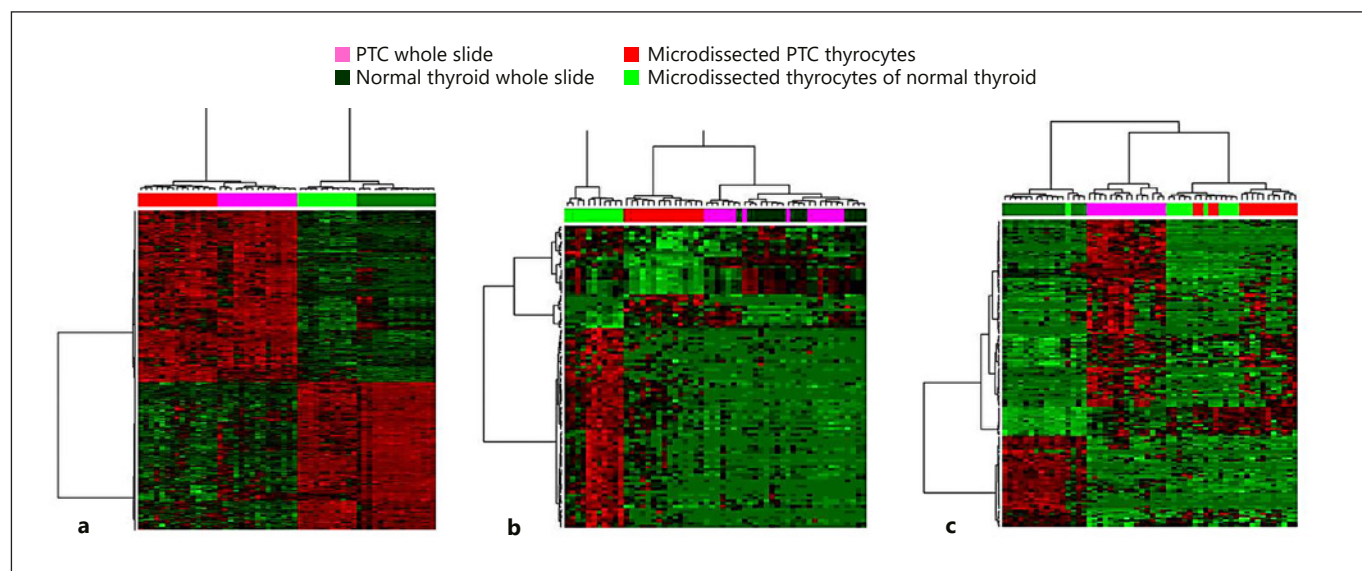 PTC whole slide
Microdissected PTC thyrocytes
Normal thyroid whole slide
Microdissected thyrocytes of normal thyroid
a
b
c